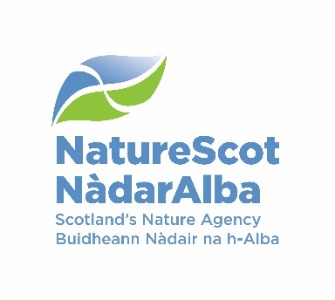 NatureScot
NàdarAlba
Scotland's Nature Agency
Buidheann Nàdair na h-Alba